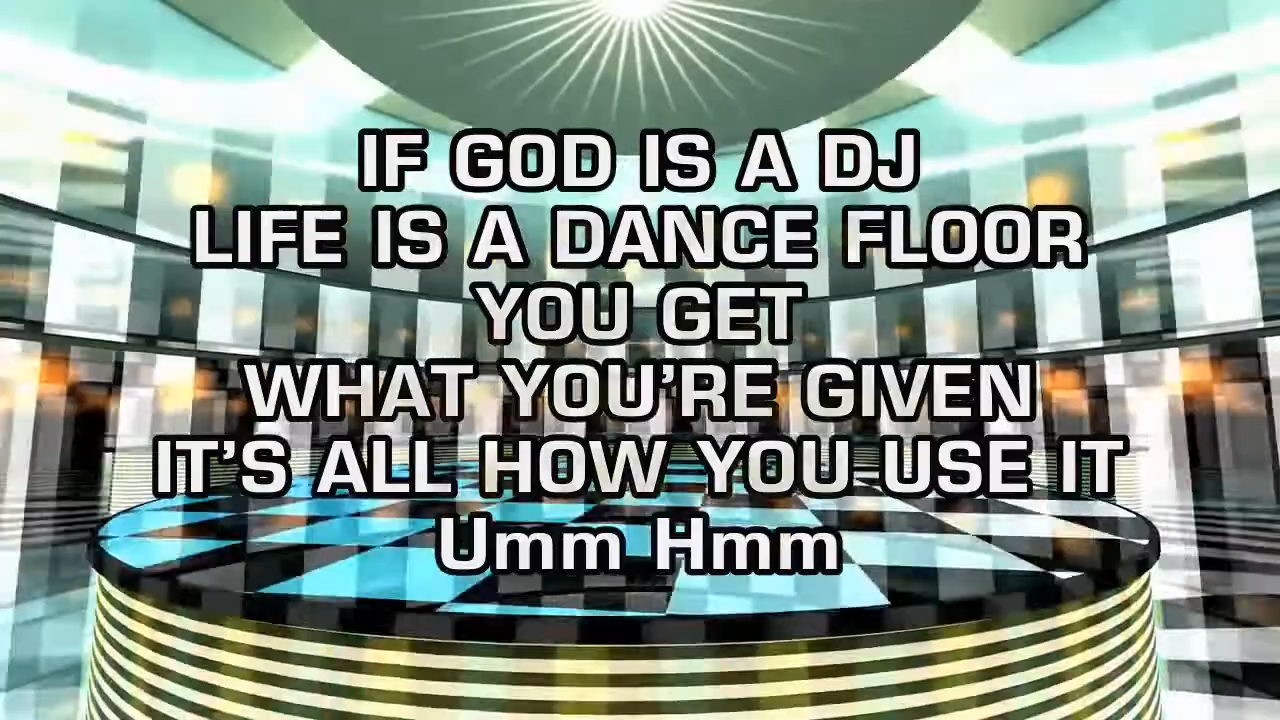 IF GOD IS A DJ
LIFE IS A DANCE FLOOR
YOU GET
WHAT YOU'RE GIVEN
IT'S ALL HOW YOU USE IT
Umm Hmm